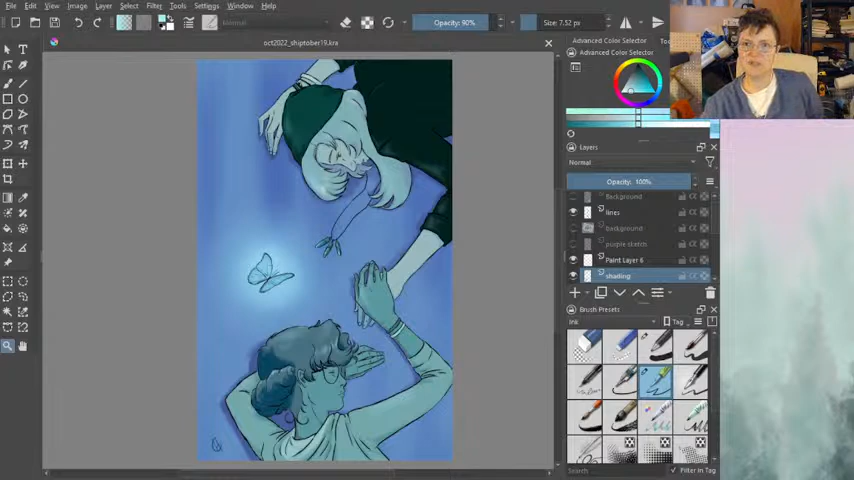 File Edit View Image Layer Select Filter Tools Settings Window Help
Normal
Opacity: 90%
Size: 7.52 px
oct2022_shiptober19.kra
Advanced Color Selector
Advanced Color Selector
Layers
Normal
Opacity: 100%
Background
lines
background
purple sketch
Paint Layer 6
shading
Brush Presets
Ink
Tag
Search
Filter in Tag